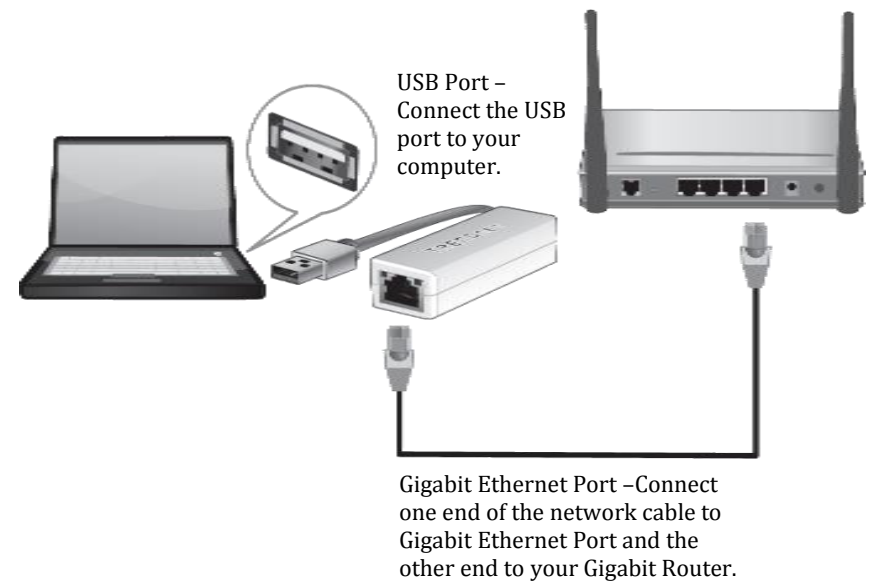 USB Port –
Connect the USB
port to your
computer.
TRENDnet
Gigabit Ethernet Port –Connect
one end of the network cable to
Gigabit Ethernet Port and the
other end to your Gigabit Router.